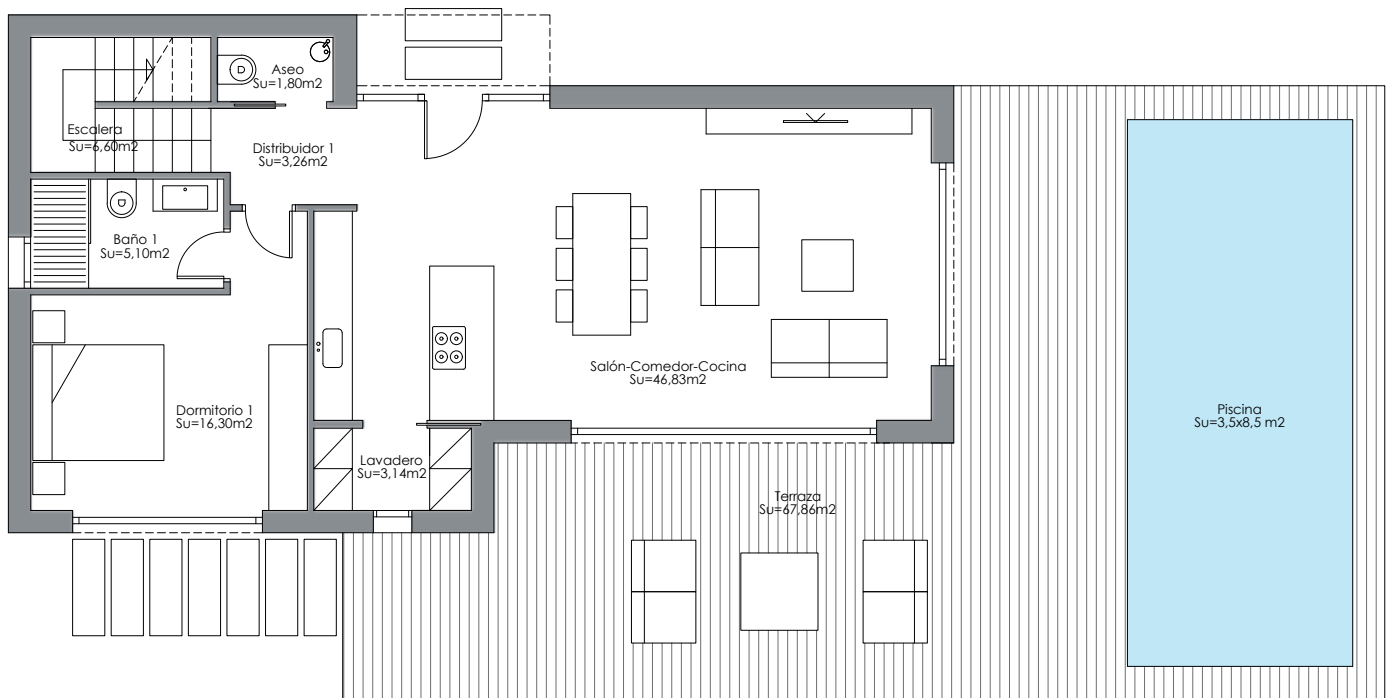 Aseo
Su=1,80m2
Escalera
Su=6,60m2
Distribuidor 1
Su=3,26m2
Baño 1
Su=5,10m2
Salón-Comedor-Cocina
Su=46,83m2
Dormitorio 1
Su=16,30m2
Piscina
Su=3,5x8,5 m2
Lavadero
Su=3,14m2
Terraza
Su=67,86m2